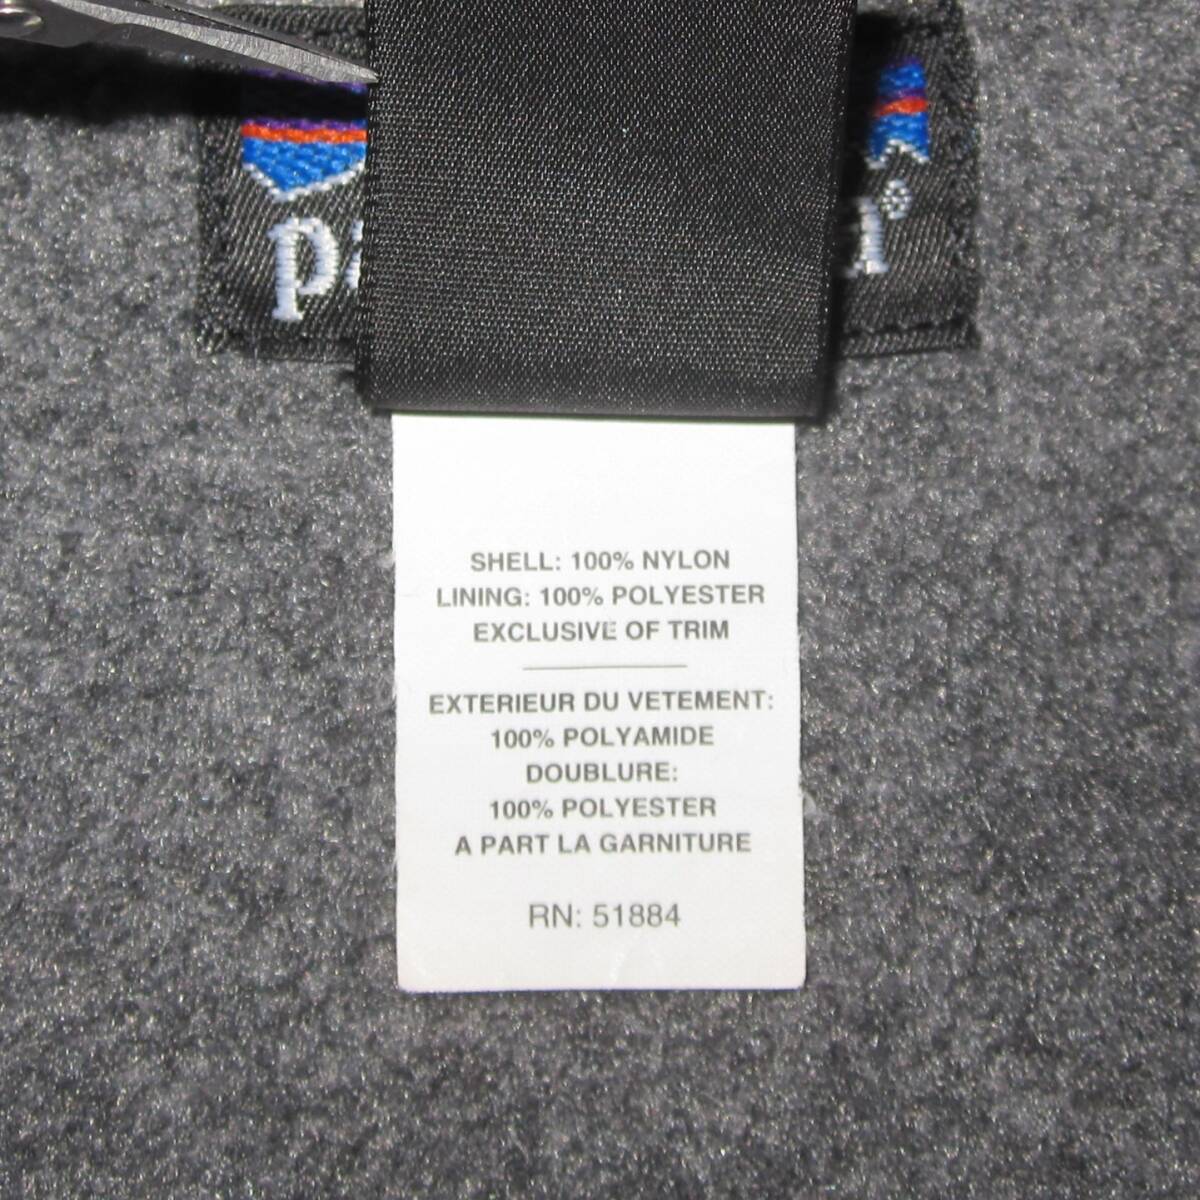 SHELL: 100% NYLON
LINING: 100% POLYESTER
EXCLUSIVE OF TRIM
EXTERIEUR DU VETEMENT:
100% POLYAMIDE
DOUBLURE:
100% POLYESTER
A PART LA GARNITURE
RN: 51884